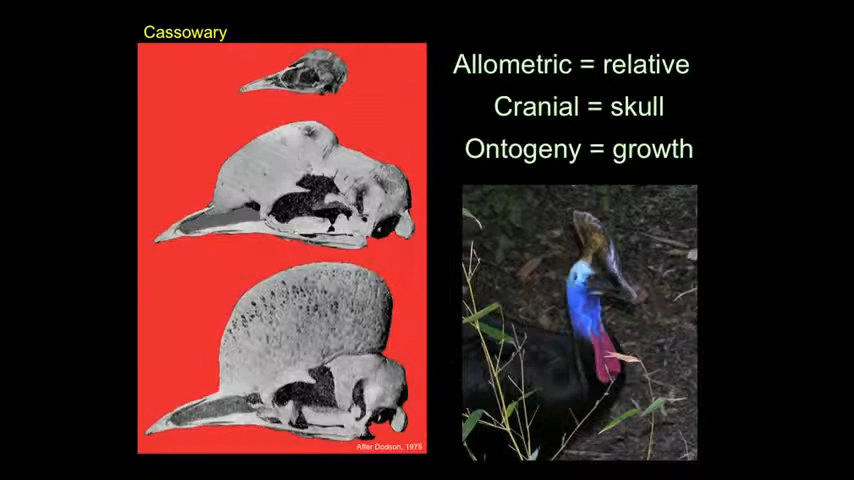 Cassowary
Allometric = relative
Cranial = skull
Ontogeny = growth
After Dodson, 1975